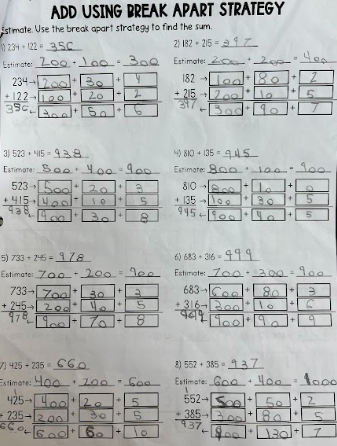 ADD USING BREAK APART STRATEGY
Estimate. Use the break apart strategy to find the sum.
1) 234 + 122 = 356
Estimate: 200 + 100 = 300
234→ 200 + 30 + 4
+ 122→ 100 + 20 + 2
356← 300 + 50 + 6
2) 182 + 215 = 397
Estimate: 200 + 200 = 400
182 → 100 + 80 + 2
+ 215→ 200 + 10 + 5
397← 300 + 90 + 7
3) 523 + 415 = 938
Estimate: 500 + 400 = 900
523→ 500 + 20 + 3
+ 415→ 400 + 10 + 5
938← 900 + 30 + 8
4) 810 + 135 = 945
Estimate: 800 + 100 = 900
810 → 800 + 10 + 0
+ 135→ 100 + 30 + 5
945← 900 + 40 + 5
5) 733 + 245 = 978
Estimate: 700 + 200 = 900
733→ 700 + 30 + 3
+ 245→ 200 + 40 + 5
978← 900 + 70 + 8
6) 683 + 316 = 999
Estimate: 700 + 300 = 900
683→ 600 + 80 + 3
+ 316→ 300 + 10 + 6
← 900 + 90 + 9
7) 425 + 235 = 660
Estimate: 400 + 200 = 600
425→ 400 + 20 + 5
+ 235→ 200 + 30 + 5
660← 600 + + 10
8) 552 + 385 = 937
Estimate: 600 + 400 = 1000
552→ 500 + 50 + 2
+ 385→ 300 + 80 + 5
937← 800 + 130 + 7